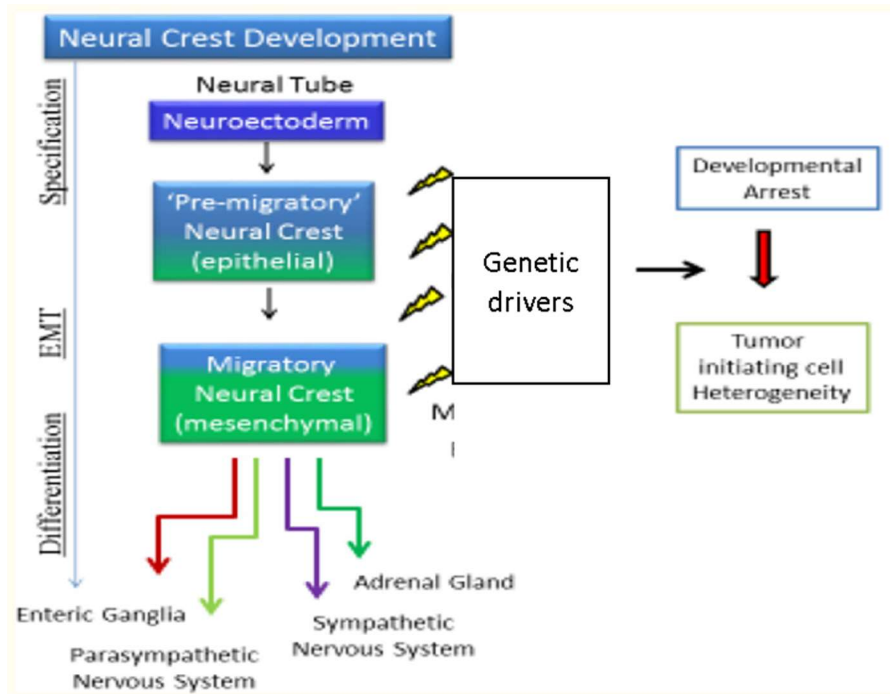 Neural Crest Development
Neural Tube
Neuroectoderm
Specification
'Pre-migratory'
Neural Crest
(epithelial)
EMT
Migratory
Neural Crest
(mesenchymal)
Differentiation
Enteric Ganglia
Parasympathetic
Nervous System
Sympathetic
Nervous System
Adrenal Gland
Genetic
drivers
M
Developmental
Arrest
Tumor
initiating cell
Heterogeneity